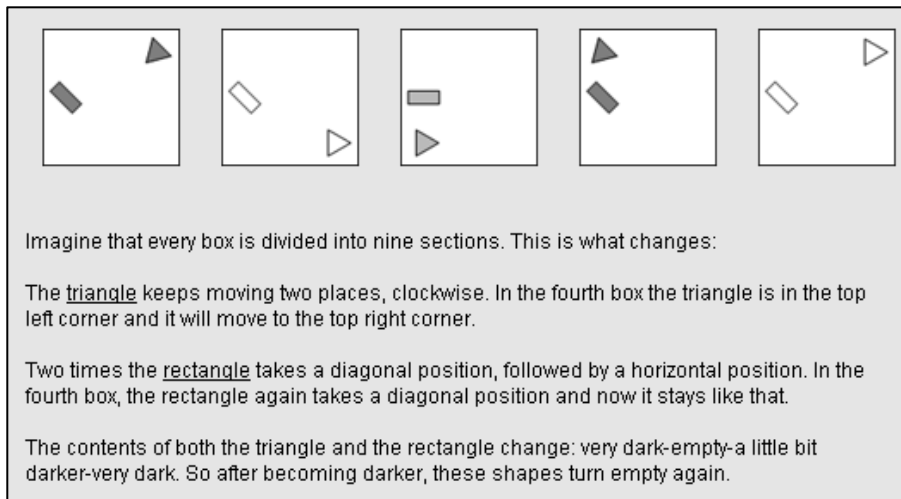 Imagine that every box is divided into nine sections. This is what changes:
The triangle keeps moving two places, clockwise. In the fourth box the triangle is in the top
left corner and it will move to the top right corner.
Two times the rectangle takes a diagonal position, followed by a horizontal position. In the
fourth box, the rectangle again takes a diagonal position and now it stays like that.
The contents of both the triangle and the rectangle change: very dark-empty-a little bit
darker-very dark. So after becoming darker, these shapes turn empty again.